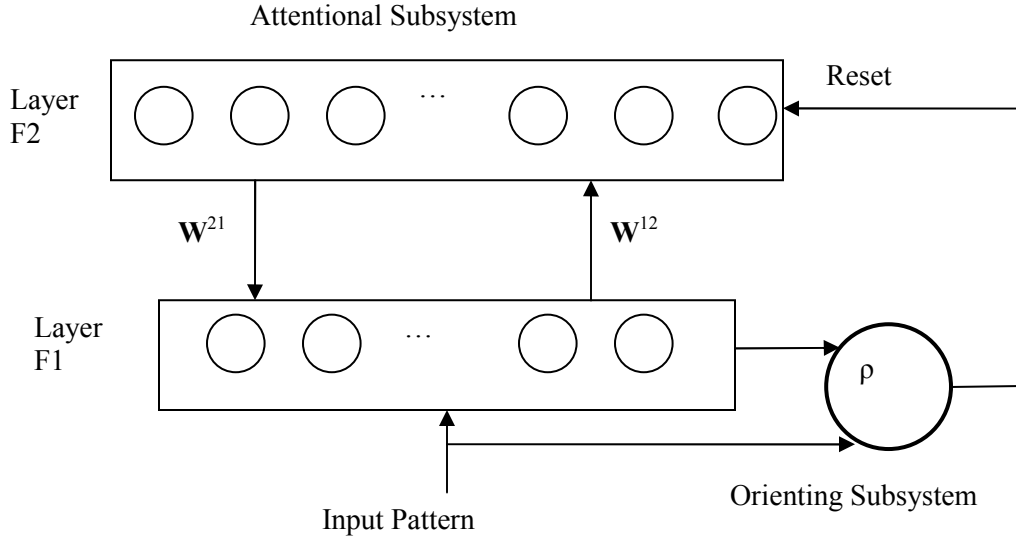 Attentional Subsystem
Reset
Layer
F2
…
W²¹
W¹²
Layer
F1
…
ρ
Orienting Subsystem
Input Pattern